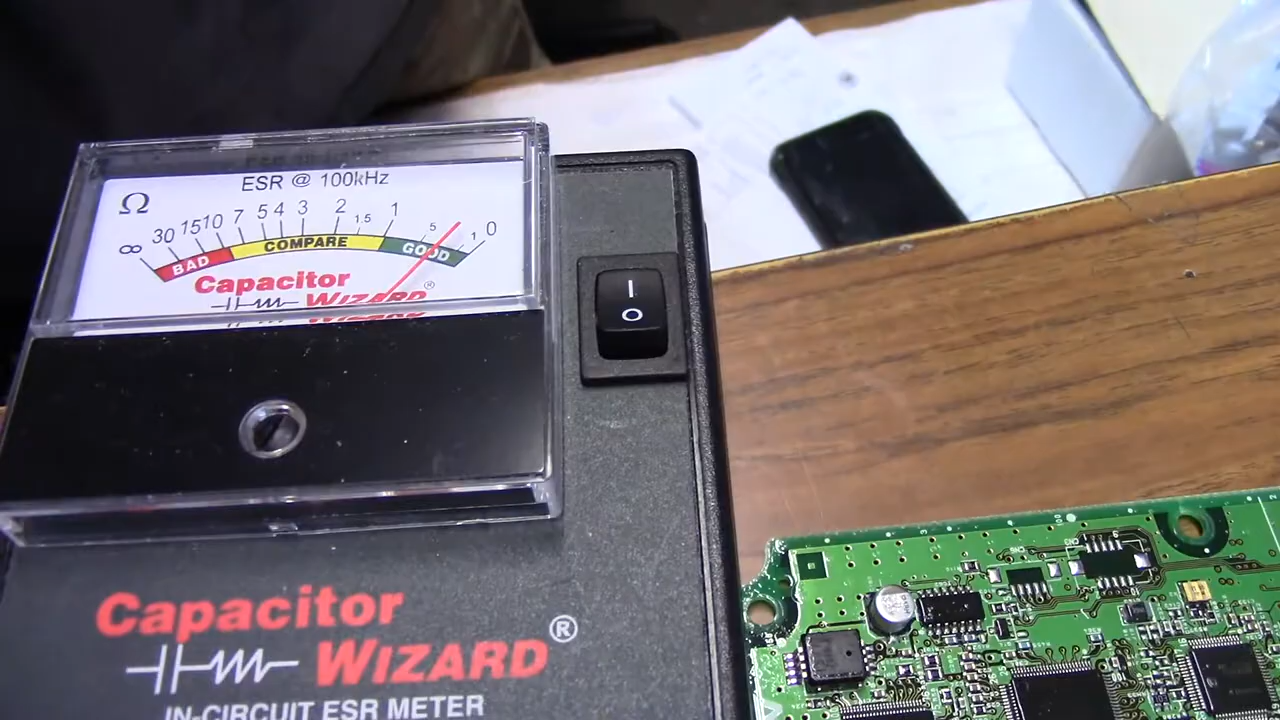 ESR @ 100kHz
Ω
∞ 30 15 10 7 5 4 3 2 1.5 1 .5 .1 0
BAD COMPARE GOOD
Capacitor
WIZARD®
I
O
Capacitor
WIZARD®
IN-CIRCUIT ESR METER